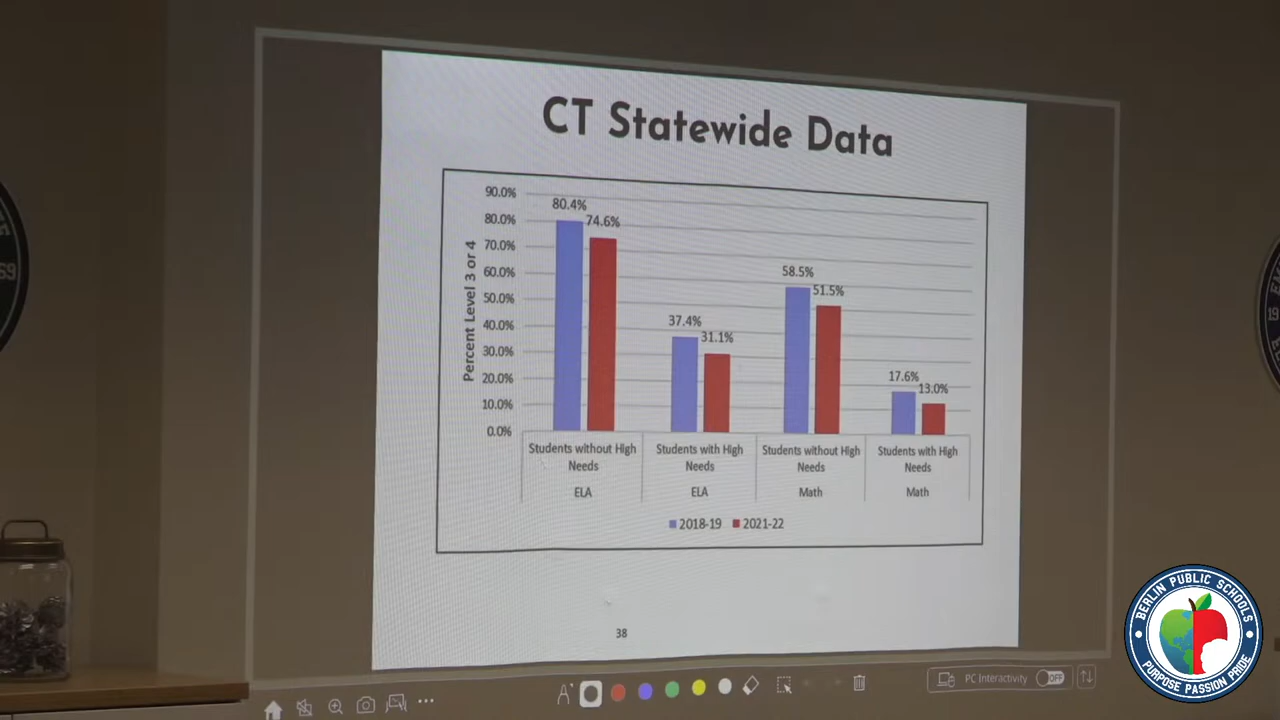 CT Statewide Data
Percent Level 3 or 4
90.0%
80.0%
70.0%
60.0%
50.0%
40.0%
30.0%
20.0%
10.0%
0.0%
80.4%
74.6%
37.4%
31.1%
58.5%
51.5%
17.6%
13.0%
Students without High
Needs
ELA
Students with High
Needs
ELA
Students without High
Needs
Math
Students with High
Needs
Math
2018-19
2021-22
38
PC Interactivity
OFF
BERLIN PUBLIC SCHOOLS
PURPOSE PASSION PRIDE